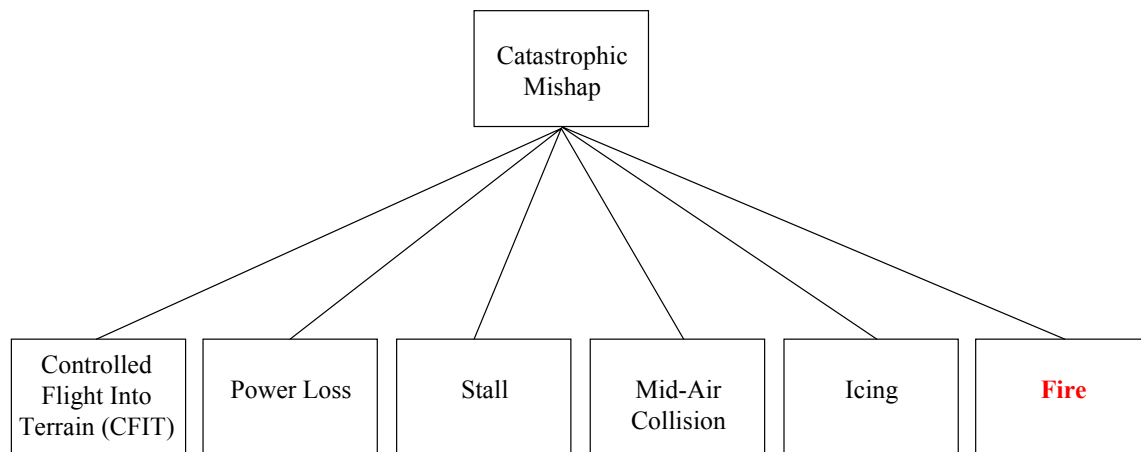 Catastrophic
Mishap
Controlled
Flight Into
Terrain (CFIT)
Power Loss
Stall
Mid-Air
Collision
Icing
Fire